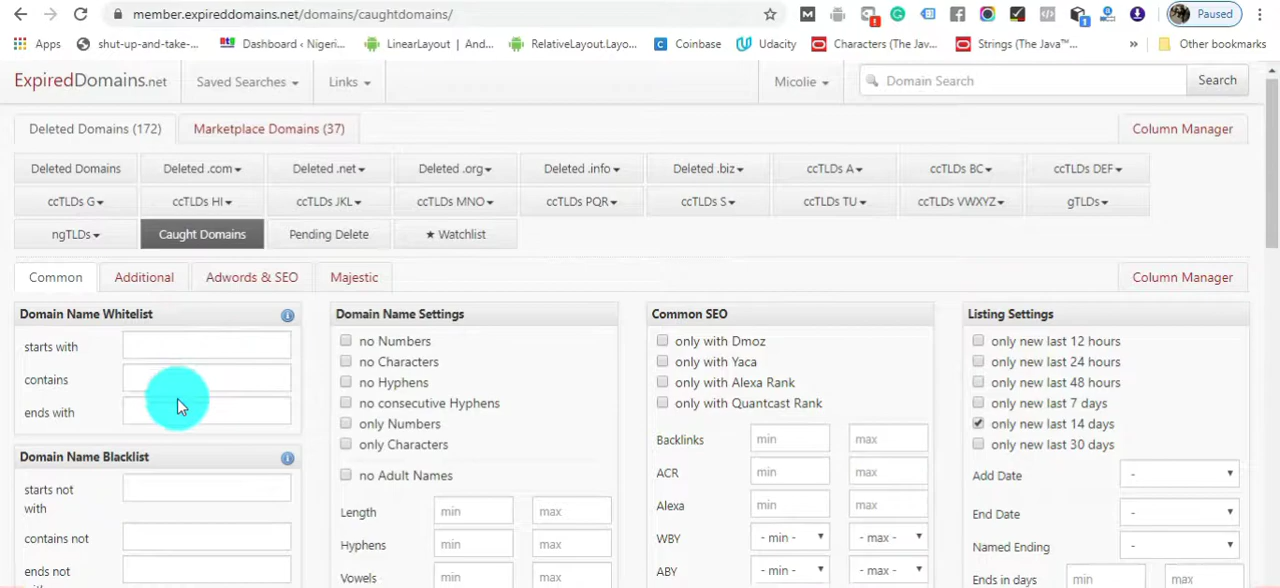 member.expireddomains.net/domains/caughtdomains/
Paused
Apps shut-up-and-take-... Dashboard ‹ Nigeri... LinearLayout | And... RelativeLayout.Layo... Coinbase Udacity Characters (The Jav... Strings (The Java™... » Other bookmarks
ExpiredDomains.net Saved Searches Links Micolie Domain Search Search
Deleted Domains (172) Marketplace Domains (37) Column Manager
Deleted Domains Deleted .com Deleted .net Deleted .org Deleted .info Deleted .biz ccTLDs A ccTLDs BC ccTLDs DEF
ccTLDs G ccTLDs HI ccTLDs JKL ccTLDs MNO ccTLDs PQR ccTLDs S ccTLDs TU ccTLDs VWXYZ gTLDs
ngTLDs Caught Domains Pending Delete ★ Watchlist
Common Additional Adwords & SEO Majestic Column Manager
Domain Name Whitelist
starts with
contains
ends with
Domain Name Blacklist
starts not
with
contains not
ends not
Domain Name Settings
no Numbers
no Characters
no Hyphens
no consecutive Hyphens
only Numbers
only Characters
no Adult Names
Length min max
Hyphens min max
Vowels min max
Common SEO
only with Dmoz
only with Yaca
only with Alexa Rank
only with Quantcast Rank
Backlinks min max
ACR min max
Alexa min max
WBY - min - - max -
ABY - min - - max -
Listing Settings
only new last 12 hours
only new last 24 hours
only new last 48 hours
only new last 7 days
only new last 14 days
only new last 30 days
Add Date -
End Date -
Named Ending -
Ends in days min max